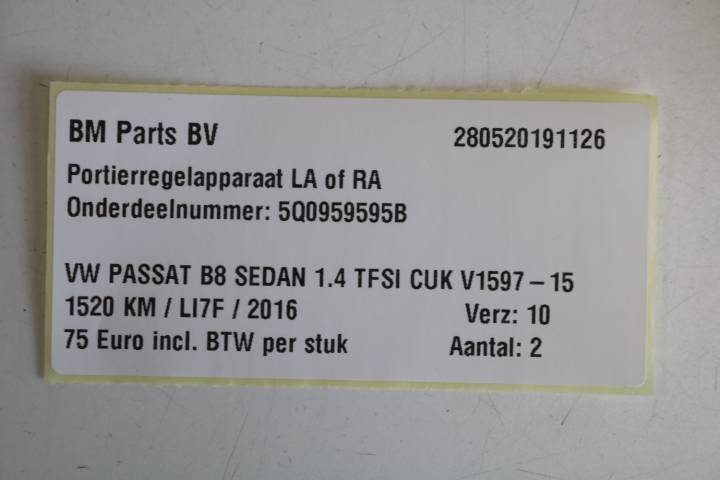 BM Parts BV 280520191126
Portierregelapparaat LA of RA
Onderdeelnummer: 5Q0959595B
VW PASSAT B8 SEDAN 1.4 TFSI CUK V1597 – 15
1520 KM / LI7F / 2016 Verz: 10
75 Euro incl. BTW per stuk Aantal: 2